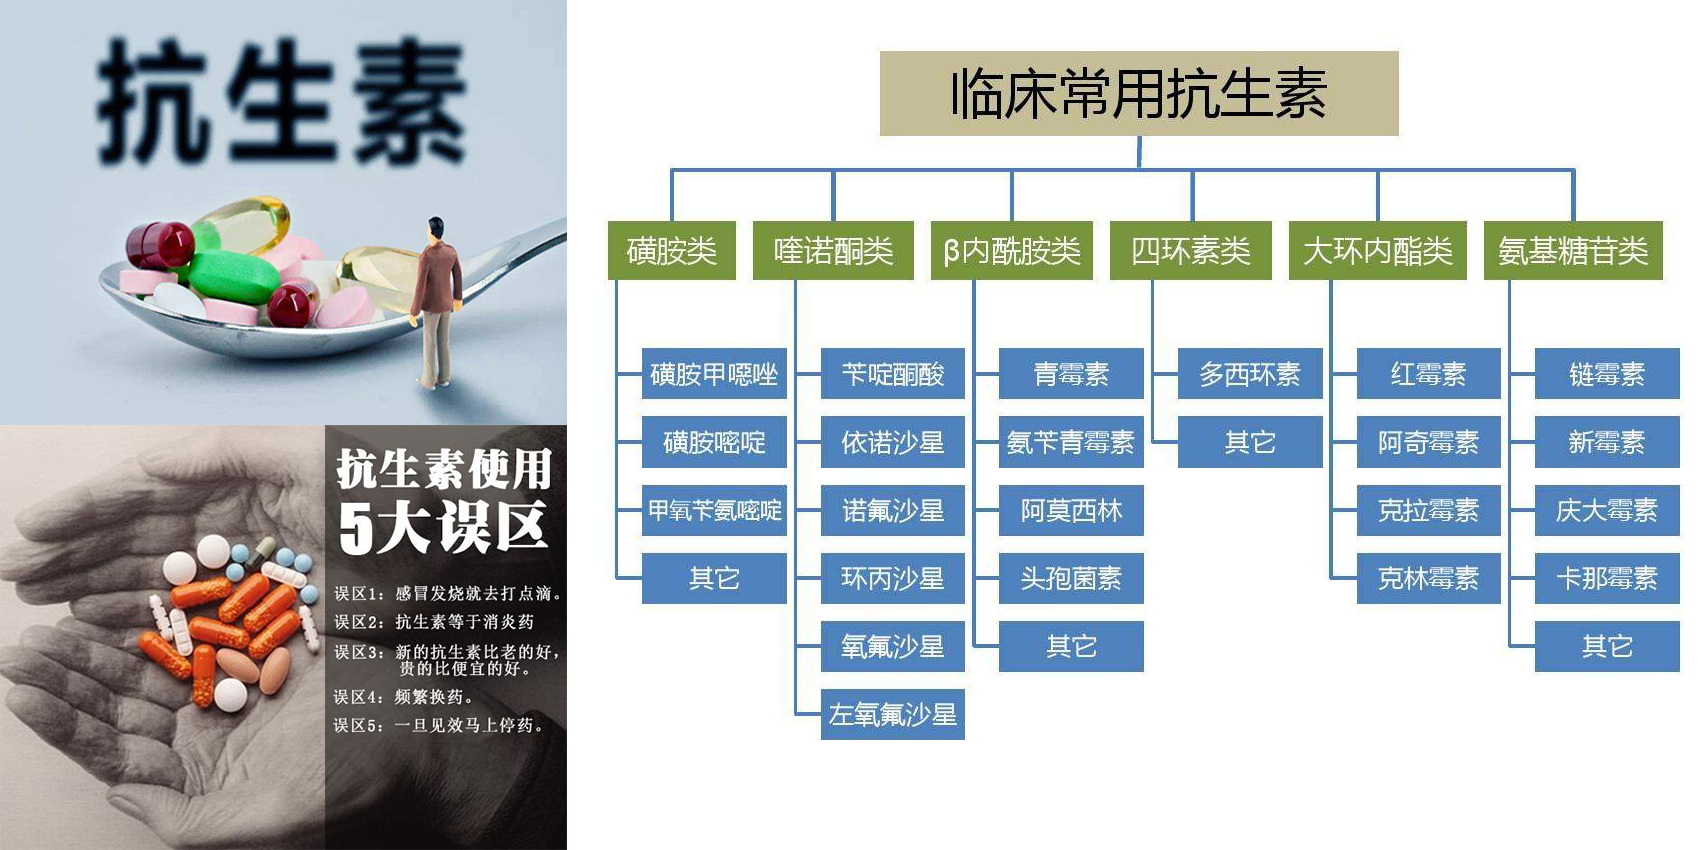 抗生素
抗生素使用
5大误区
误区1：感冒发烧就去打点滴。
误区2：抗生素等于消炎药
误区3：新的抗生素比老的好，
贵的比便宜的好。
误区4：频繁换药。
误区5：一旦见效马上停药。
临床常用抗生素
磺胺类
喹诺酮类
β内酰胺类
四环素类
大环内酯类
氨基糖苷类
磺胺甲噁唑
磺胺嘧啶
甲氧苄氨嘧啶
其它
苄啶酮酸
依诺沙星
诺氟沙星
环丙沙星
氧氟沙星
左氧氟沙星
青霉素
氨苄青霉素
阿莫西林
头孢菌素
其它
多西环素
其它
红霉素
阿奇霉素
克拉霉素
克林霉素
链霉素
新霉素
庆大霉素
卡那霉素
其它